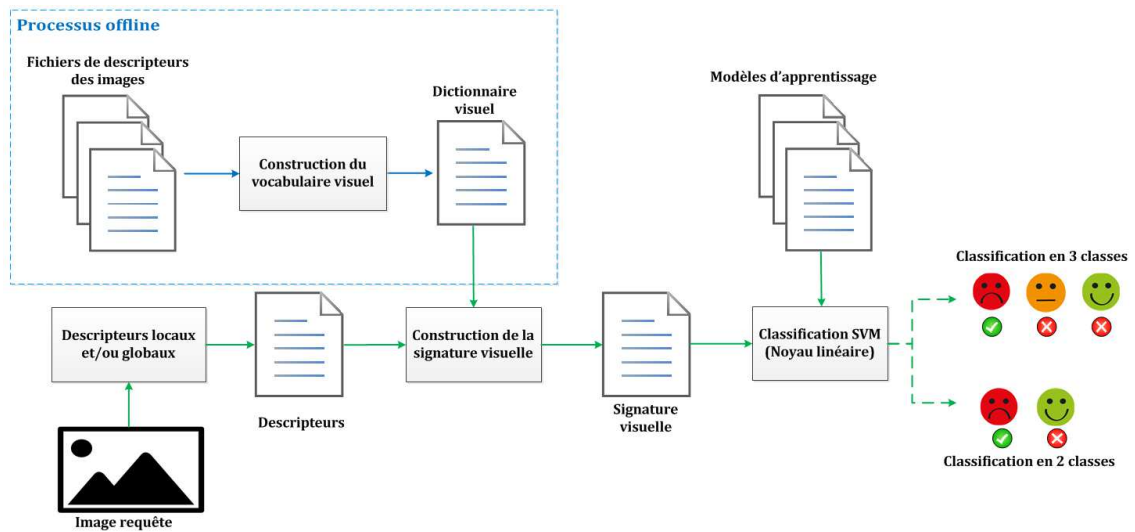 Processus offline
Fichiers de descripteurs
des images
Dictionnaire
visuel
Construction du
vocabulaire visuel
Modèles d'apprentissage
Classification en 3 classes
Descripteurs locaux
et/ou globaux
Construction de la
signature visuelle
Classification SVM
(Noyau linéaire)
Descripteurs
Signature
visuelle
Classification en 2 classes
Image requête